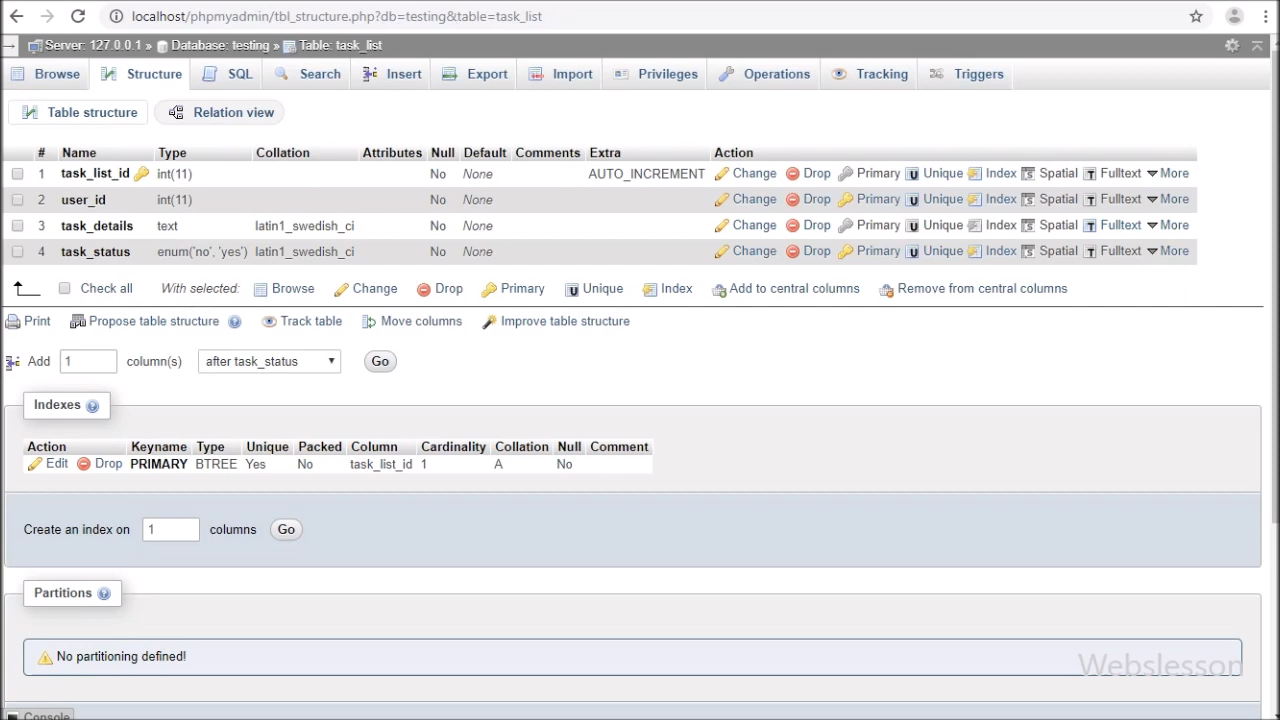 localhost/phpmyadmin/tbl_structure.php?db=testing&table=task_list
Server: 127.0.0.1 » Database: testing » Table: task_list
Browse Structure SQL Search Insert Export Import Privileges Operations Tracking Triggers
Table structure Relation view
# Name Type Collation Attributes Null Default Comments Extra Action
1 task_list_id int(11) No None AUTO_INCREMENT Change Drop Primary Unique Index Spatial Fulltext More
2 user_id int(11) No None Change Drop Primary Unique Index Spatial Fulltext More
3 task_details text latin1_swedish_ci No None Change Drop Primary Unique Index Spatial Fulltext More
4 task_status enum('no', 'yes') latin1_swedish_ci No None Change Drop Primary Unique Index Spatial Fulltext More
Check all With selected: Browse Change Drop Primary Unique Index Add to central columns Remove from central columns
Print Propose table structure Track table Move columns Improve table structure
Add 1 column(s) after task_status Go
Indexes
Action Keyname Type Unique Packed Column Cardinality Collation Null Comment
Edit Drop PRIMARY BTREE Yes No task_list_id 1 A No
Create an index on 1 columns Go
Partitions
No partitioning defined!
Webslesson
Console